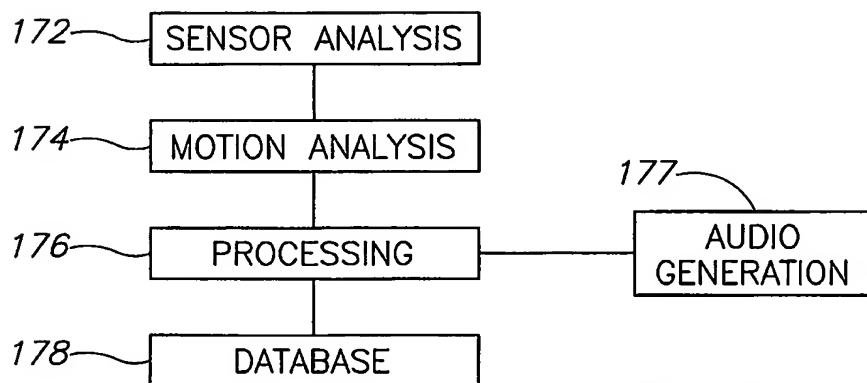 172 SENSOR ANALYSIS
174 MOTION ANALYSIS
177
176 PROCESSING
AUDIO
GENERATION
178 DATABASE